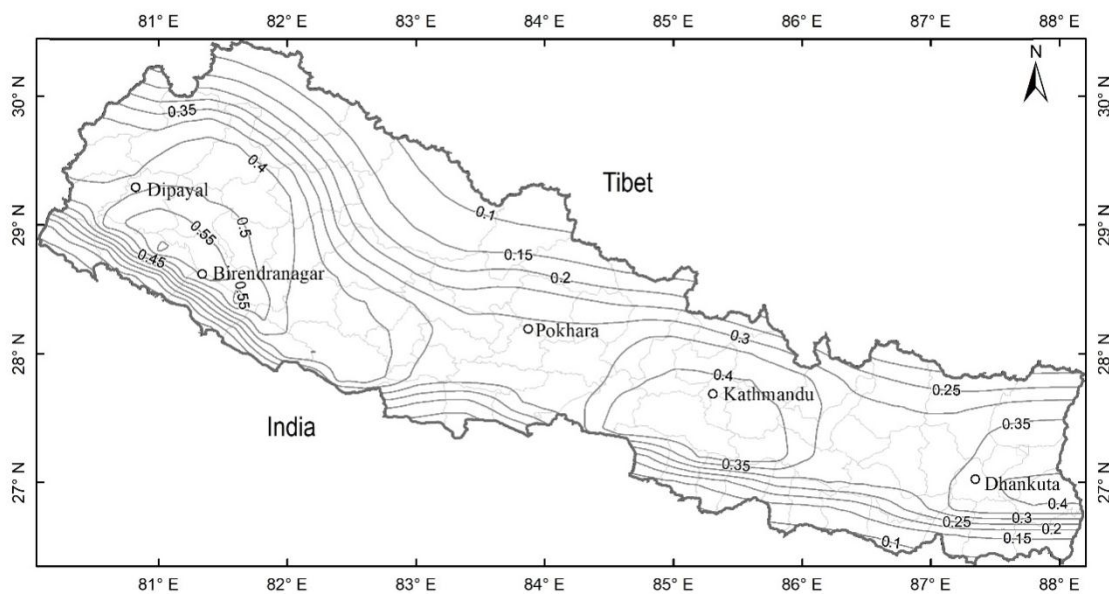 81° E 82° E 83° E 84° E 85° E 86° E 87° E 88° E
N
30° N 30° N
0.35
0.4
Tibet
Dipayal
0.1
0.5
0.55
29° N 29° N
0.15
0.45
Birendranagar
0.2
0.55
Pokhara
0.3
28° N 28° N
0.4
0.25
Kathmandu
India
0.35
0.35
27° N 27° N
Dhankuta
0.4
0.25 0.3
0.2
0.15
0.1
81° E 82° E 83° E 84° E 85° E 86° E 87° E 88° E